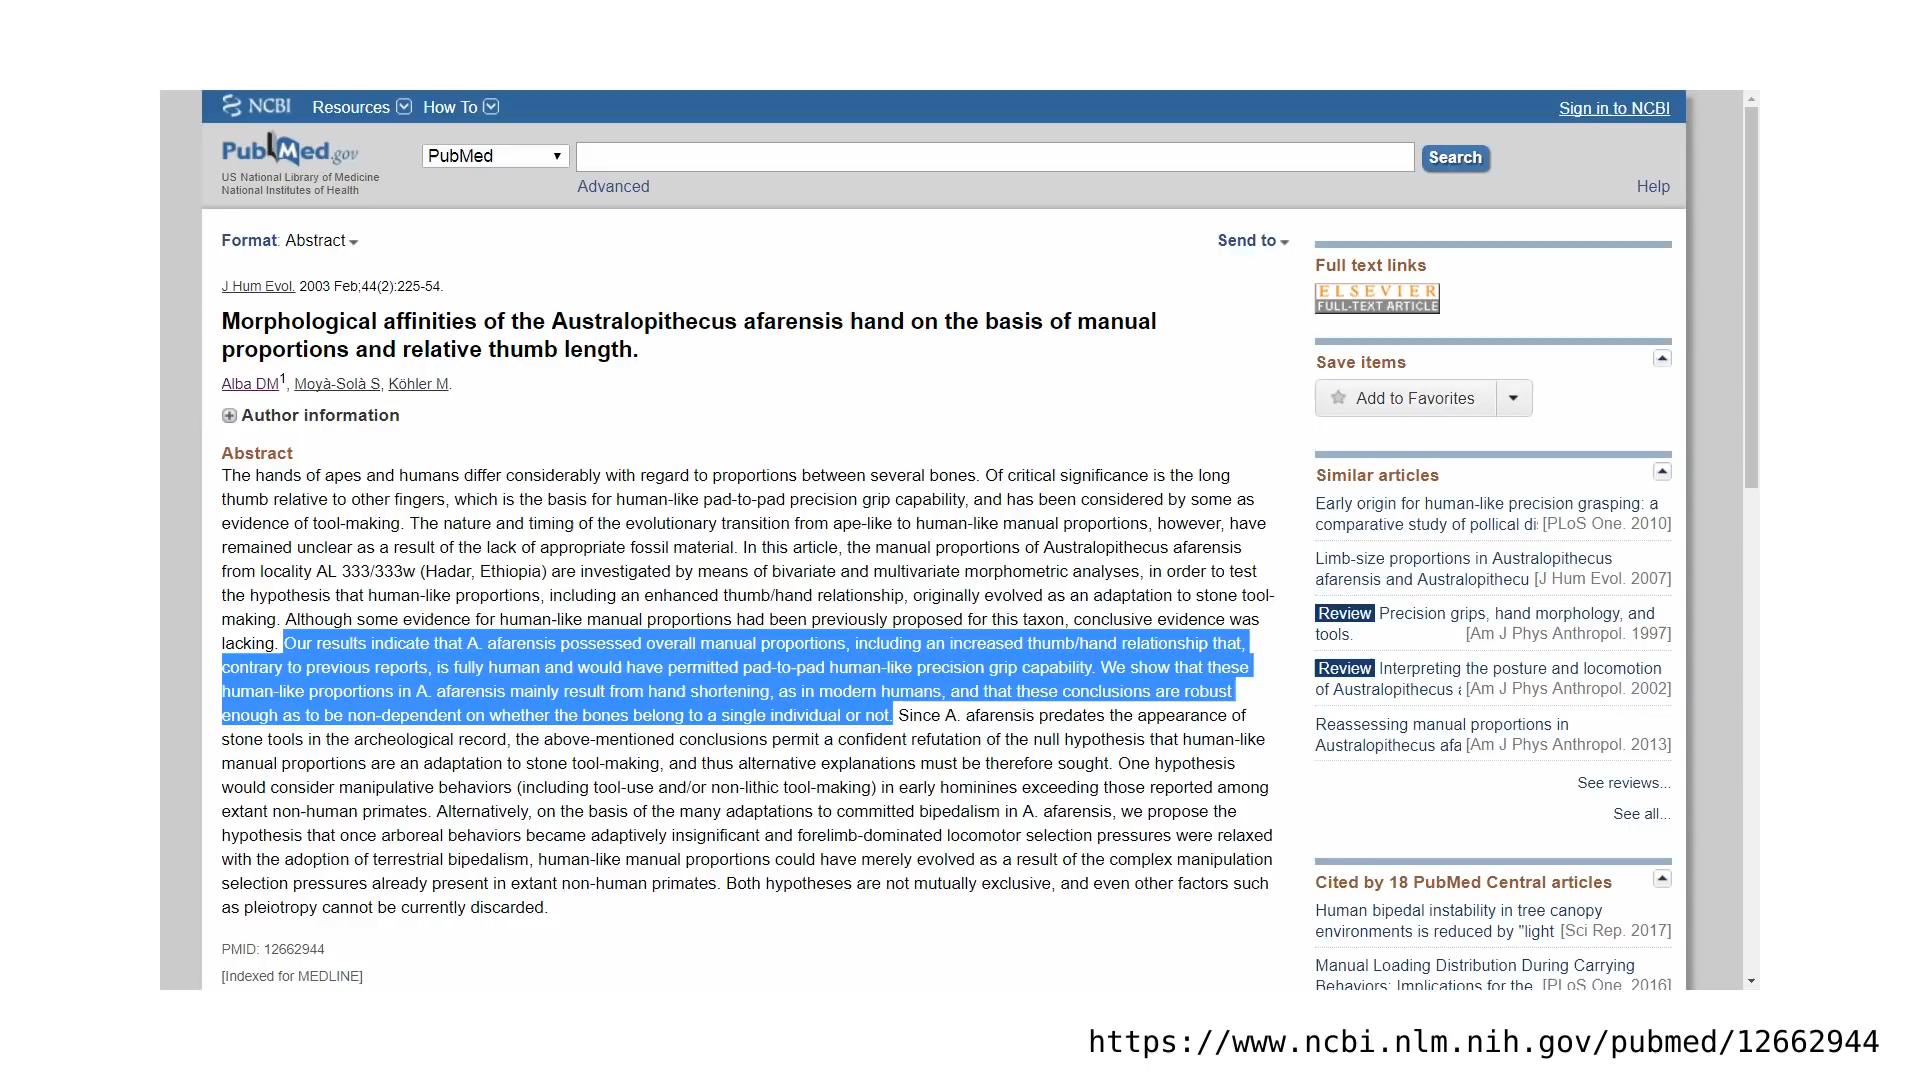 NCBI Resources How To Sign in to NCBI
PubMed.gov
US National Library of Medicine
National Institutes of Health
PubMed
Search
Advanced
Help
Format: Abstract
Send to
J Hum Evol. 2003 Feb;44(2):225-54.
Morphological affinities of the Australopithecus afarensis hand on the basis of manual
proportions and relative thumb length.
Alba DM1, Moyà-Solà S, Köhler M.
Author information
Abstract
The hands of apes and humans differ considerably with regard to proportions between several bones. Of critical significance is the long
thumb relative to other fingers, which is the basis for human-like pad-to-pad precision grip capability, and has been considered by some as
evidence of tool-making. The nature and timing of the evolutionary transition from ape-like to human-like manual proportions, however, have
remained unclear as a result of the lack of appropriate fossil material. In this article, the manual proportions of Australopithecus afarensis
from locality AL 333/333w (Hadar, Ethiopia) are investigated by means of bivariate and multivariate morphometric analyses, in order to test
the hypothesis that human-like proportions, including an enhanced thumb/hand relationship, originally evolved as an adaptation to stone tool-
making. Although some evidence for human-like manual proportions had been previously proposed for this taxon, conclusive evidence was
lacking. Our results indicate that A. afarensis possessed overall manual proportions, including an increased thumb/hand relationship that,
contrary to previous reports, is fully human and would have permitted pad-to-pad human-like precision grip capability. We show that these
human-like proportions in A. afarensis mainly result from hand shortening, as in modern humans, and that these conclusions are robust
enough as to be non-dependent on whether the bones belong to a single individual or not. Since A. afarensis predates the appearance of
stone tools in the archeological record, the above-mentioned conclusions permit a confident refutation of the null hypothesis that human-like
manual proportions are an adaptation to stone tool-making, and thus alternative explanations must be therefore sought. One hypothesis
would consider manipulative behaviors (including tool-use and/or non-lithic tool-making) in early hominines exceeding those reported among
extant non-human primates. Alternatively, on the basis of the many adaptations to committed bipedalism in A. afarensis, we propose the
hypothesis that once arboreal behaviors became adaptively insignificant and forelimb-dominated locomotor selection pressures were relaxed
with the adoption of terrestrial bipedalism, human-like manual proportions could have merely evolved as a result of the complex manipulation
selection pressures already present in extant non-human primates. Both hypotheses are not mutually exclusive, and even other factors such
as pleiotropy cannot be currently discarded.
PMID: 12662944
[Indexed for MEDLINE]
Full text links
ELSEVIER
FULL-TEXT ARTICLE
Save items
Add to Favorites
Similar articles
Early origin for human-like precision grasping: a
comparative study of pollical di [PLoS One. 2010]
Limb-size proportions in Australopithecus
afarensis and Australopithecu [J Hum Evol. 2007]
Review Precision grips, hand morphology, and
tools. [Am J Phys Anthropol. 1997]
Review Interpreting the posture and locomotion
of Australopithecus [Am J Phys Anthropol. 2002]
Reassessing manual proportions in
Australopithecus afa [Am J Phys Anthropol. 2013]
See reviews...
See all...
Cited by 18 PubMed Central articles
Human bipedal instability in tree canopy
environments is reduced by "light [Sci Rep. 2017]
Manual Loading Distribution During Carrying
Behaviors: Implications for the [PLoS One. 2016]
https://www.ncbi.nlm.nih.gov/pubmed/12662944